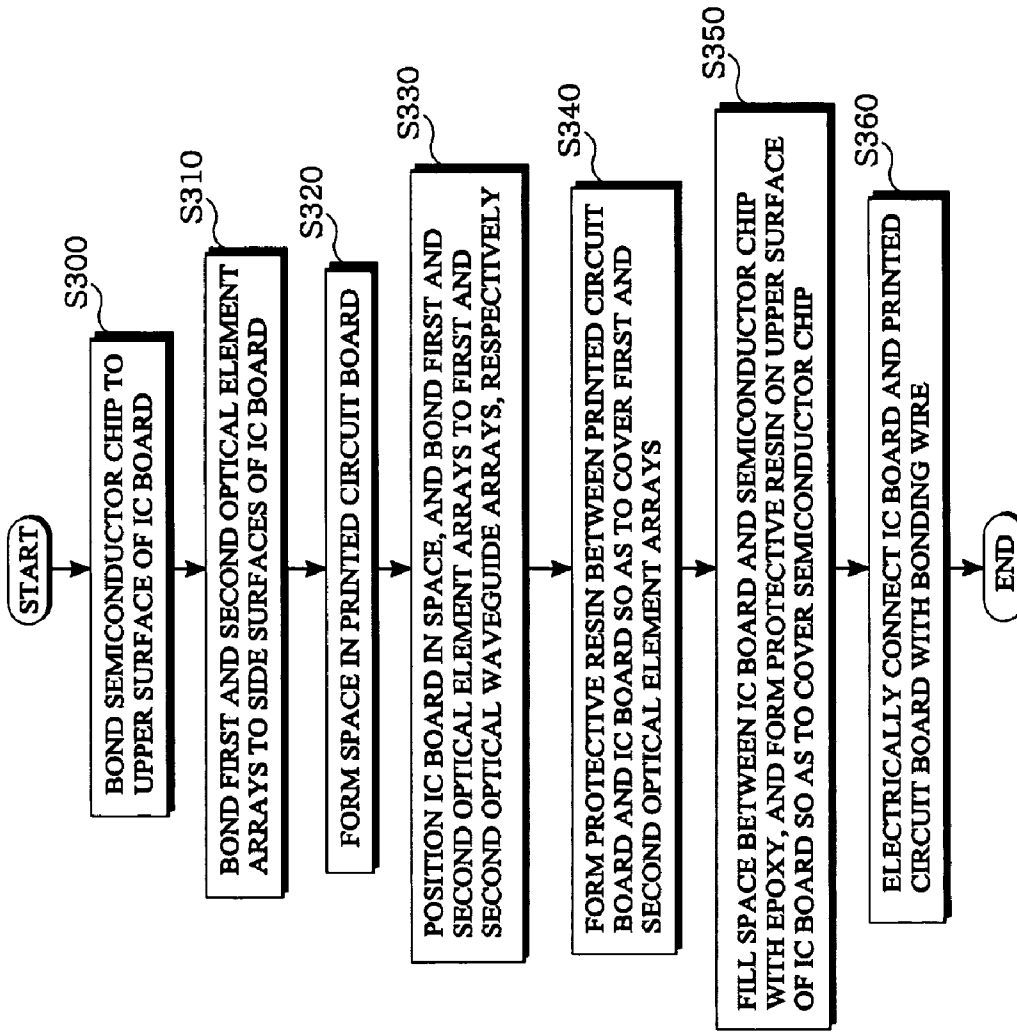 START
S300
BOND SEMICONDUCTOR CHIP TO
UPPER SURFACE OF IC BOARD
S310
BOND FIRST AND SECOND OPTICAL ELEMENT
ARRAYS TO SIDE SURFACES OF IC BOARD
S320
FORM SPACE IN PRINTED CIRCUIT BOARD
S330
POSITION IC BOARD IN SPACE, AND BOND FIRST AND
SECOND OPTICAL ELEMENT ARRAYS TO FIRST AND
SECOND OPTICAL WAVEGUIDE ARRAYS, RESPECTIVELY
S340
FORM PROTECTIVE RESIN BETWEEN PRINTED CIRCUIT
BOARD AND IC BOARD SO AS TO COVER FIRST AND
SECOND OPTICAL ELEMENT ARRAYS
S350
FILL SPACE BETWEEN IC BOARD AND SEMICONDUCTOR CHIP
WITH EPOXY, AND FORM PROTECTIVE RESIN ON UPPER SURFACE
OF IC BOARD SO AS TO COVER SEMICONDUCTOR CHIP
S360
ELECTRICALLY CONNECT IC BOARD AND PRINTED
CIRCUIT BOARD WITH BONDING WIRE
END